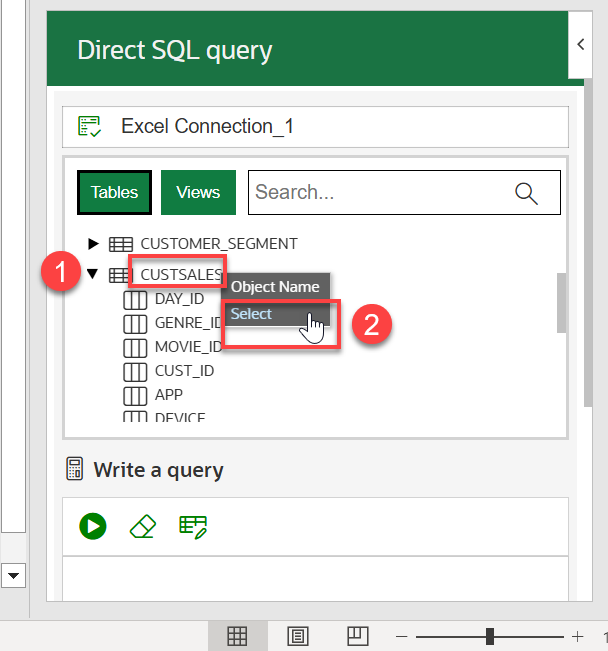 Direct SQL query
Excel Connection_1
Tables Views Search...
CUSTOMER_SEGMENT
1 CUSTSALES
Object Name
DAY_ID
Select 2
GENRE_ID
MOVIE_ID
CUST_ID
APP
DEVICE
Write a query